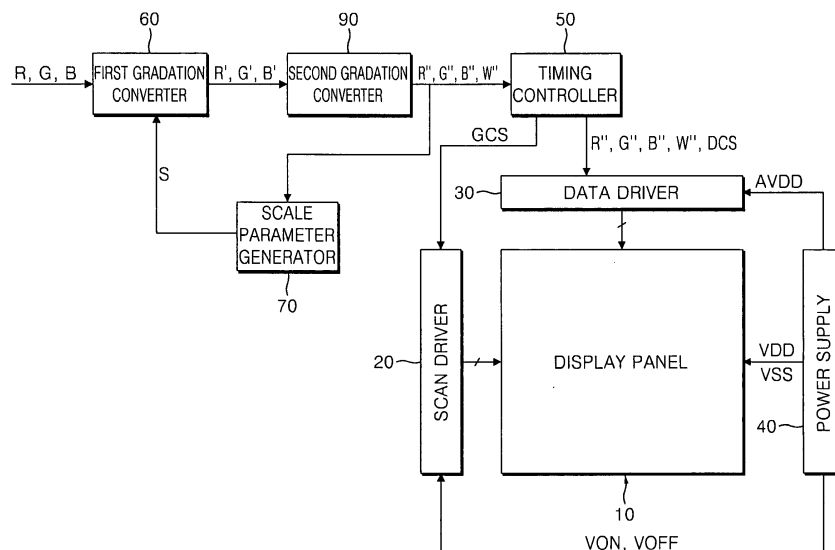 60
90
50
R, G, B
FIRST GRADATION
CONVERTER
R', G', B'
SECOND GRADATION
CONVERTER
R'', G'', B'', W''
TIMING
CONTROLLER
GCS
R'', G'', B'', W'', DCS
S
30
DATA DRIVER
AVDD
SCALE
PARAMETER
GENERATOR
70
20
SCAN DRIVER
DISPLAY PANEL
VDD
VSS
POWER SUPPLY
40
10
VON, VOFF